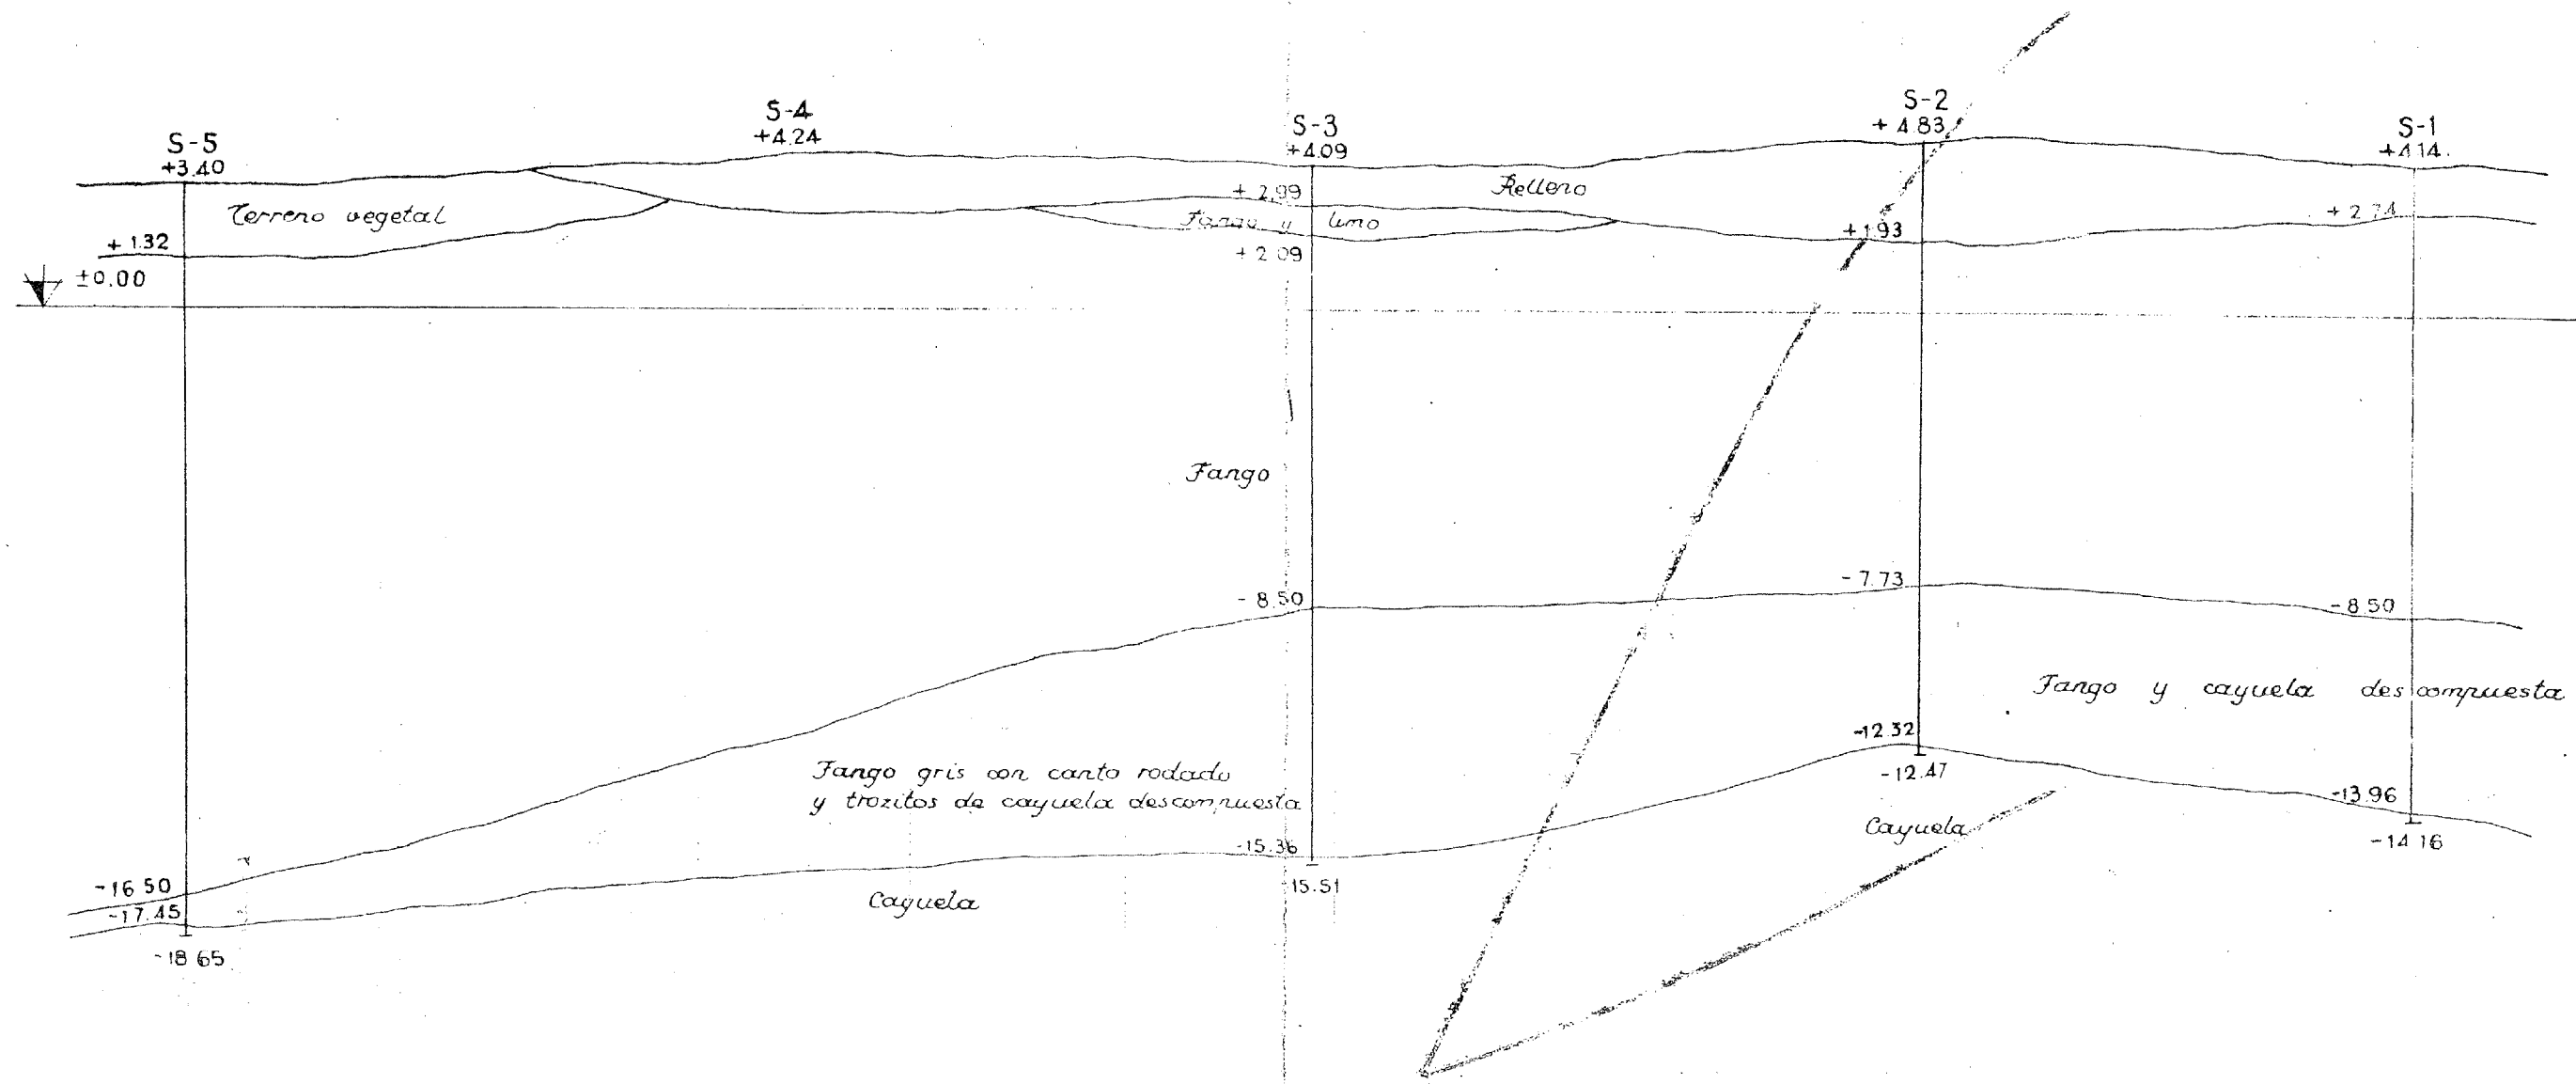 S-5
+3.40
S-4
+4.24
S-3
+4.09
S-2
+4.83
S-1
+4.14
Terreno vegetal
+1.32
±0.00
+2.99
Fango y limo
+2.09
Relleno
+1.93
+2.74
Fango
-8.50
-7.73
-8.50
Fango y cayuela descompuesta
Fango gris con canto rodado
y trozitos de cayuela descompuesta
-12.32
-12.47
-13.96
-14.16
Cayuela
-15.36
-15.51
-16.50
-17.45
-18.65
Cayuela